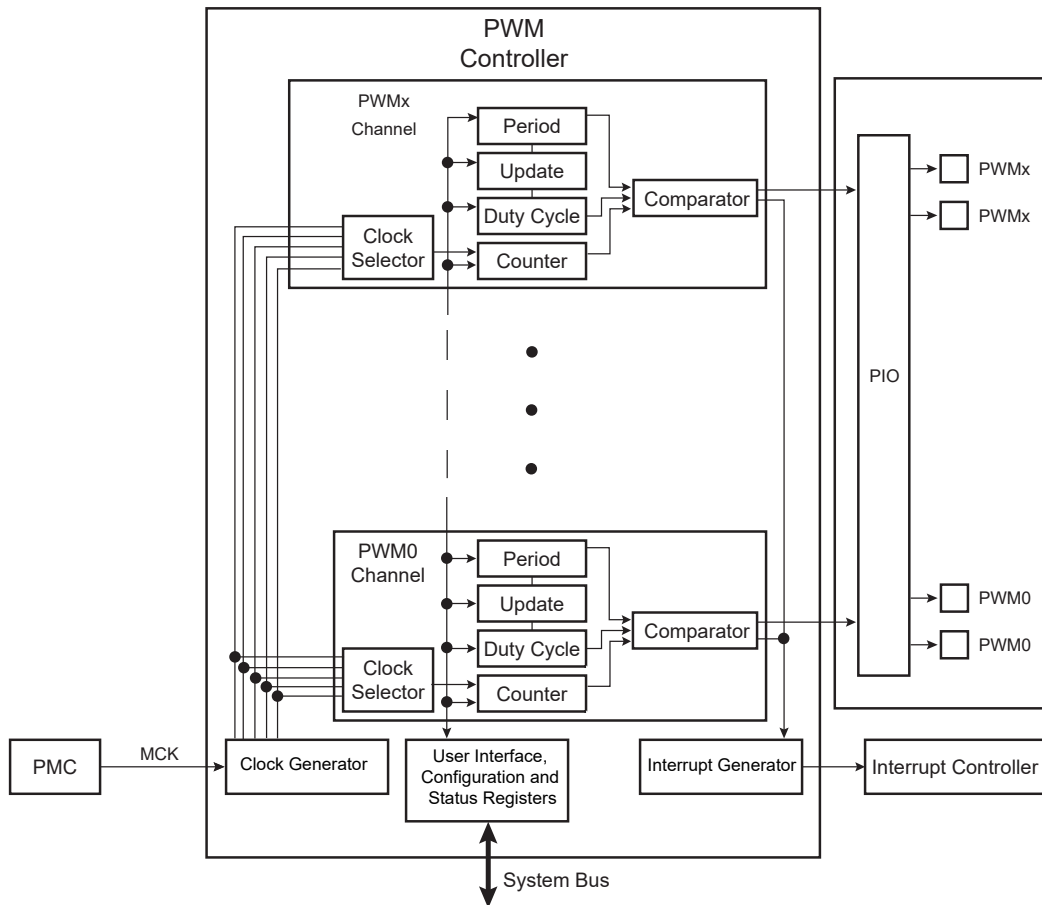 PWM
Controller
PWMx
Channel
Period
Update
Duty Cycle
Counter
Clock
Selector
Comparator
PIO
PWMx
PWMx
PWM0
Channel
Period
Update
Duty Cycle
Counter
Clock
Selector
Comparator
PWM0
PWM0
PMC
MCK
Clock Generator
User Interface,
Configuration and
Status Registers
Interrupt Generator
Interrupt Controller
System Bus